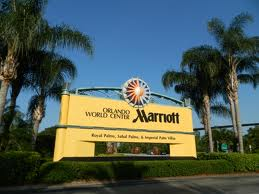 ORLANDO
WORLD CENTER
Marriott
Royal Palms, Sabal Palms, & Imperial Palm Villas